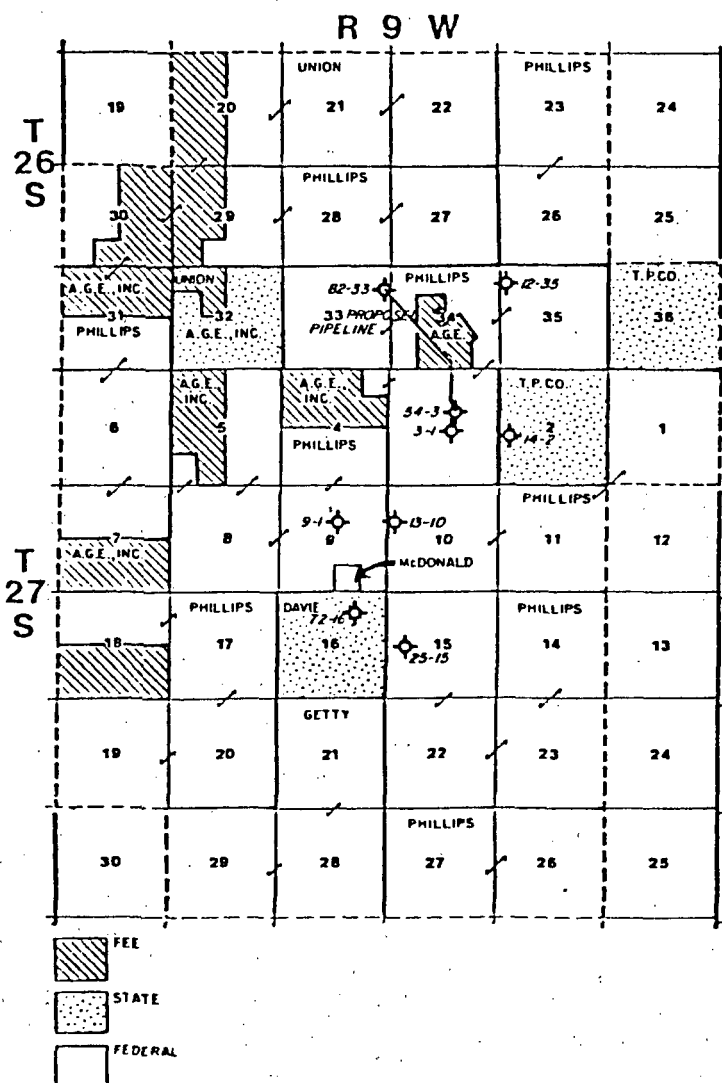 R 9 W
T
26
S
UNION
PHILLIPS
19
20
21
22
23
24
PHILLIPS
30
29
28
27
26
25
A.G.E., INC
31
PHILLIPS
UNION
32
A.G.E., INC
82-33
33
PROPOSED
PIPELINE
PHILLIPS
34
A.G.E.
12-35
35
T.P.CO.
36
6
A.G.E.,
INC
5
A.G.E.,
INC.
4
PHILLIPS
54-3
3-1
T.P.CO.
2
14-2
1
T
27
S
7
A.G.E., INC
8
9-1
9
13-10
10
McDONALD
PHILLIPS
11
12
18
PHILLIPS
17
DAVIE
72-16
16
15
25-15
PHILLIPS
14
13
GETTY
19
20
21
22
23
24
PHILLIPS
30
29
28
27
26
25
FEE
STATE
FEDERAL